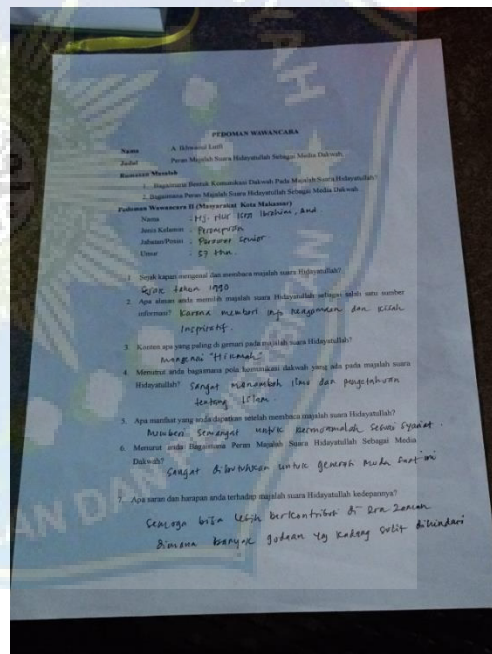 PEDOMAN WAWANCARA
Nama A. Ikhwanul Lutfi
Judul Peran Majalah Suara Hidayatullah Sebagai Media Dakwah
Rumusan Masalah
1. Bagaimana Bentuk Komunikasi Dakwah Pada Majalah Suara Hidayatullah?
2. Bagaimana Peran Majalah Suara Hidayatullah Sebagai Media Dakwah
Pedoman Wawancara II (Masyarakat Kota Makassar)
Nama : Hj. Nur Isra Ibrahim,
Jenis Kelamin : Perempuan
Jabatan/Posisi : Perawat Senior
Umur : 57 thn.
1 Sejak kapan mengenal dan membaca majalah suara Hidayatullah?
Sejak tahun 1990
2. Apa alasan anda memilih majalah suara Hidayatullah sebagai salah satu sumber
informasi? Karena memberi info keagamaan dan kisah
Inspiratif.
3. Konten apa yang paling di gemari pada majalah suara Hidayatullah?
Mengenai "Hikmah"
4. Menurut anda bagaimana pola komunikasi dakwah yang ada pada majalah suara
Hidayatullah? Sangat menambah ilmu dan pengetahuan
tentang Islam.
5. Apa manfaat yang anda dapatkan setelah membaca majalah suara Hidayatullah?
Memberi semangat untuk bermuamalah sesuai syariat.
6. Menurut anda Bagaimana Peran Majalah Suara Hidayatullah Sebagai Media
Dakwah?
Sangat dibutuhkan untuk generasi muda saat ini
7. Apa saran dan harapan anda terhadap majalah suara Hidayatullah kedepannya?
Semoga bisa lebih berkontribusi di era zaman
dimana banyak godaan yg kadang sulit dihindari